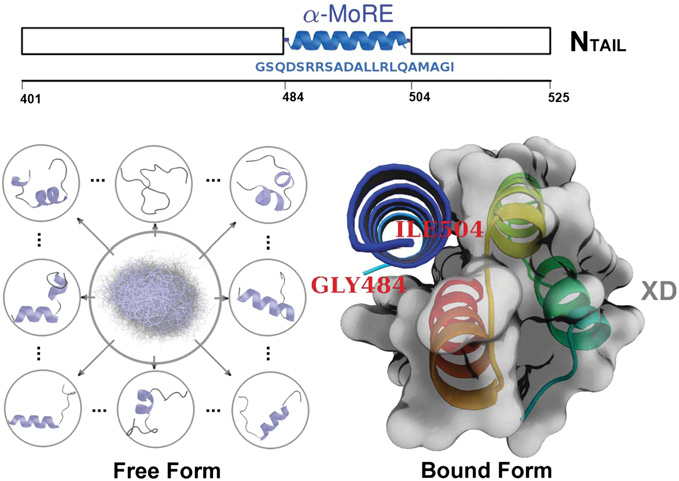 α-MoRE
NTAIL
GSQDSRRSADALLRLQAMAGI
401 484 504 525
... ...
ILE504
GLY484
XD
... ...
... ...
... ...
Free Form Bound Form